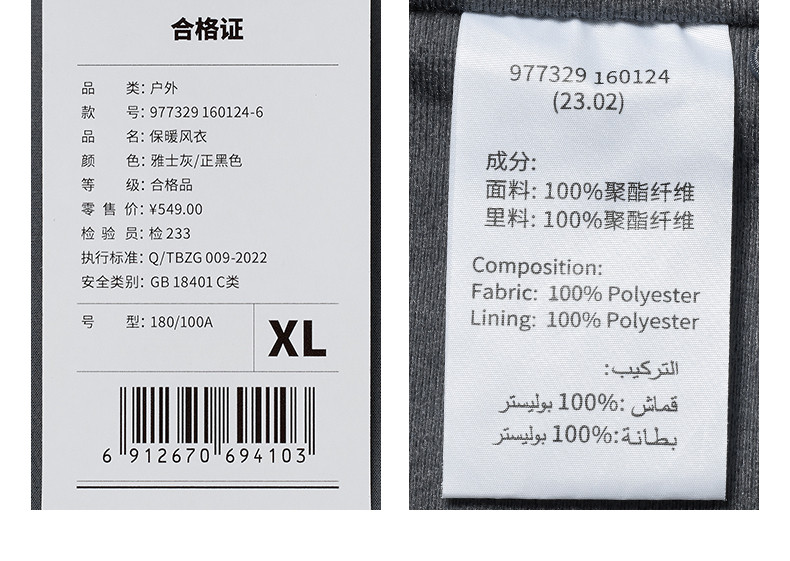 合格证
品 类: 户外
款 号: 977329 160124-6
品 名: 保暖风衣
颜 色: 雅士灰/正黑色
等 级: 合格品
零 售 价: ¥549.00
检 验 员: 检 233
执行标准: Q/TBZG 009-2022
安全类别: GB 18401 C类
号 型: 180/100A
XL
6 912670 694103
977329 160124
(23.02)
成分:
面料: 100%聚酯纤维
里料: 100%聚酯纤维
Composition:
Fabric: 100% Polyester
Lining: 100% Polyester
التركيب:
قماش: 100% بوليستر
بطانة: 100% بوليستر